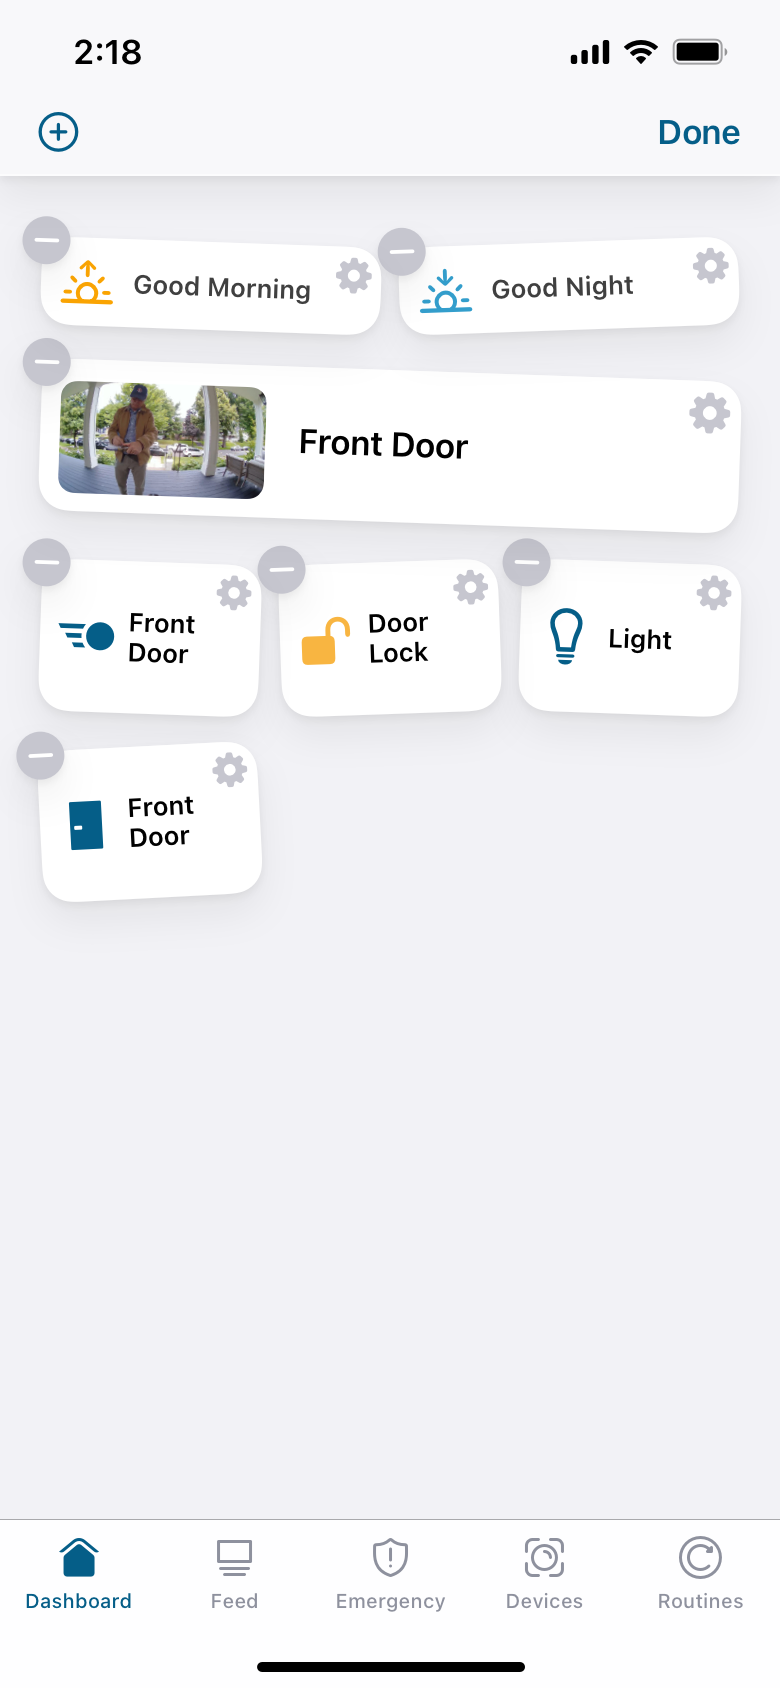 2:18
Done
Good Morning
Good Night
Front Door
Front
Door
Door
Lock
Light
Front
Door
Dashboard
Feed
Emergency
Devices
Routines